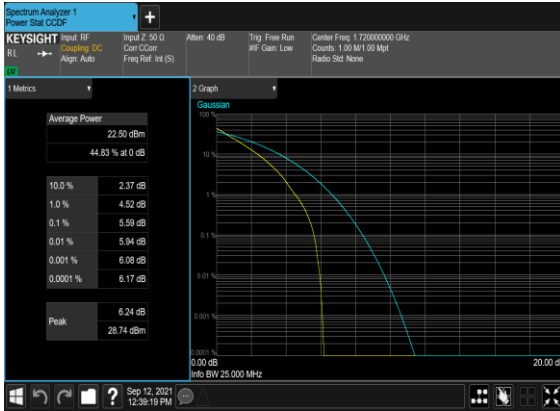 Spectrum Analyzer 1
Power Stat CCDF
+
KEYSIGHT
RL
LXI
Input: RF
Coupling: DC
Align: Auto
Input Z: 50 Ω
Corr CCorr
Freq Ref: Int (S)
Atten: 40 dB
Trig: Free Run
#IF Gain: Low
Center Freq: 1.720000000 GHz
Counts: 1.00 M/1.00 Mpt
Radio Std: None
1 Metrics
Average Power
22.50 dBm
44.83 % at 0 dB
10.0 % 2.37 dB
1.0 % 4.52 dB
0.1 % 5.59 dB
0.01 % 5.94 dB
0.001 % 6.08 dB
0.0001 % 6.17 dB
Peak
6.24 dB
28.74 dBm
2 Graph
Gaussian
100 %
10 %
1 %
0.1 %
0.01 %
0.001 %
0.0001 %
0.00 dB
20.00 d
Info BW 25.000 MHz
?
Sep 12, 2021
12:39:19 PM